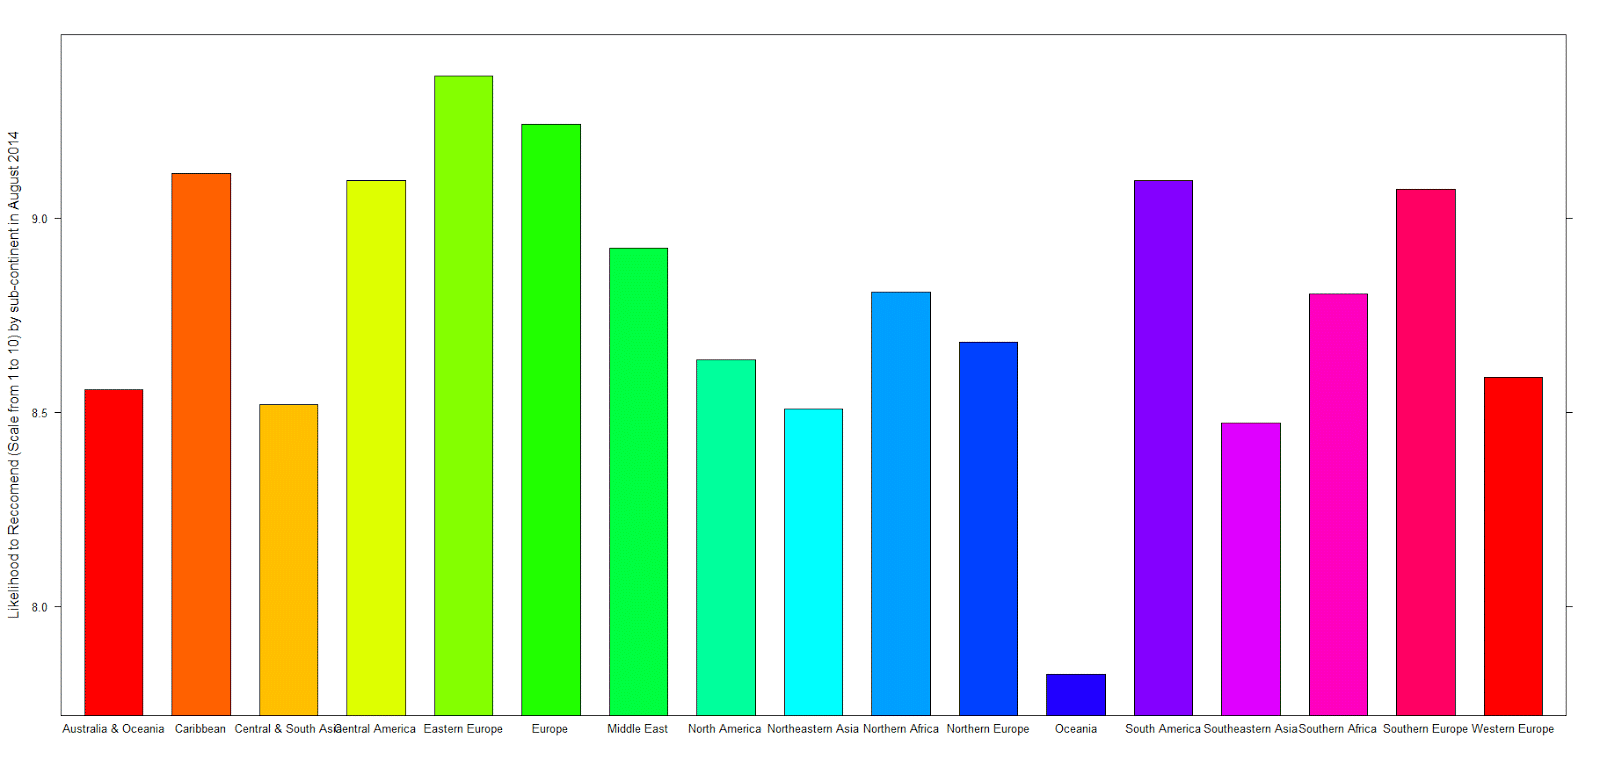 Likelihood to Reccomend (Scale from 1 to 10) by sub-continent in August 2014
9.0
8.5
8.0
Australia & Oceania Caribbean Central & South Asia Central America Eastern Europe Europe Middle East North America Northeastern Asia Northern Africa Northern Europe Oceania South America Southeastern Asia Southern Africa Southern Europe Western Europe